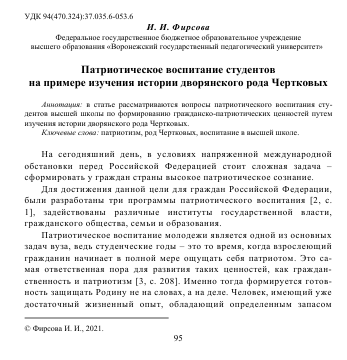 УДК 94(470.324):37.035.6-053.6
И. И. Фирсова
Федеральное государственное бюджетное образовательное учреждение
высшего образования «Воронежский государственный педагогический университет»
Патриотическое воспитание студентов
на примере изучения истории дворянского рода Чертковых
Аннотация: в статье рассматриваются вопросы патриотического воспитания сту-
дентов высшей школы по формированию гражданско-патриотических ценностей путем
изучения истории дворянского рода Чертковых.
Ключевые слова: патриотизм, род Чертковых, воспитание в высшей школе.
На сегодняшний день, в условиях напряженной международной
обстановки перед Российской Федерацией стоит сложная задача –
сформировать у граждан страны высокое патриотическое сознание.
Для достижения данной цели для граждан Российской Федерации,
были разработаны три программы патриотического воспитания [2, с.
1], задействованы различные институты государственной власти,
гражданского общества, семьи и образования.
Патриотическое воспитание молодежи является одной из основных
задач вуза, ведь студенческие годы – это то время, когда взрослеющий
гражданин начинает в полной мере ощущать себя патриотом. Это са-
мая ответственная пора для развития таких ценностей, как граждан-
ственность и патриотизм [3, с. 208]. Именно тогда формируется готов-
ность защищать Родину не на словах, а на деле. Человек, имеющий уже
достаточный жизненный опыт, обладающий определенным запасом
© Фирсова И. И., 2021.
95